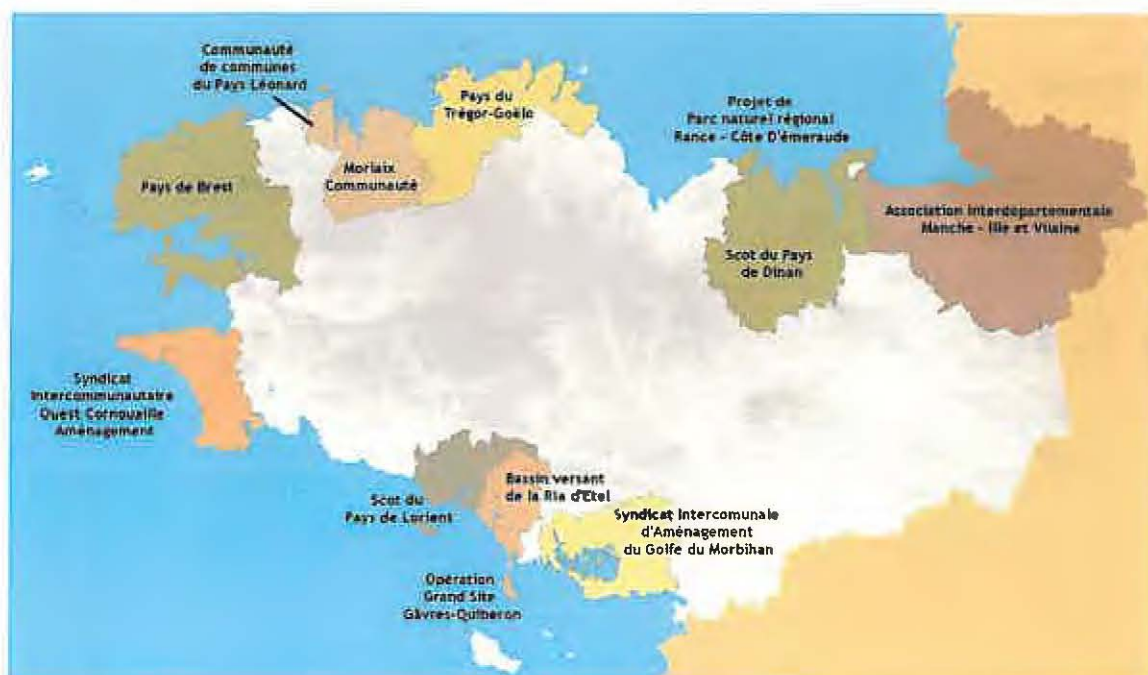 Communauté
de communes
du Pays Léonard
Pays du
Trégor-Goëlo
Projet de
Parc naturel régional
Rance - Côte D'émeraude
Pays de Brest
Morlaix
Communauté
Association Interdépartementale
Manche - Ille et Vilaine
Scot du Pays
de Dinan
Syndicat
Intercommunautaire
Ouest Cornouaille
Aménagement
Scot du
Pays de Lorient
Bassin versant
de la Ria d'Etel
Syndicat Intercomunale
d'Aménagement
du Golfe du Morbihan
Opération
Grand Site
Gâvres-Quiberon